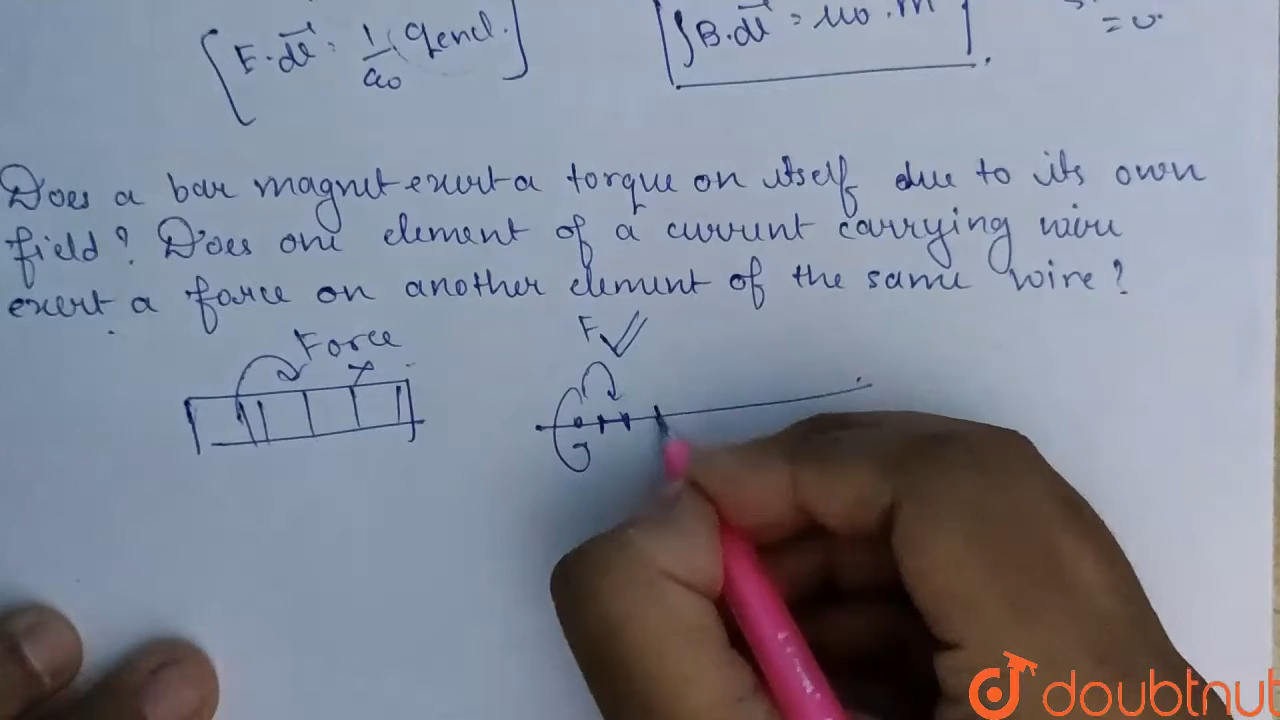 E. dl = 1/ε0 (qencl.)
∫B. dl = μ0 . m
= 0.
Does a bar magnet exert a torque on itself due to its own
field? Does one element of a current carrying wire
exert a force on another element of the same wire?
Force
F
doubtnut